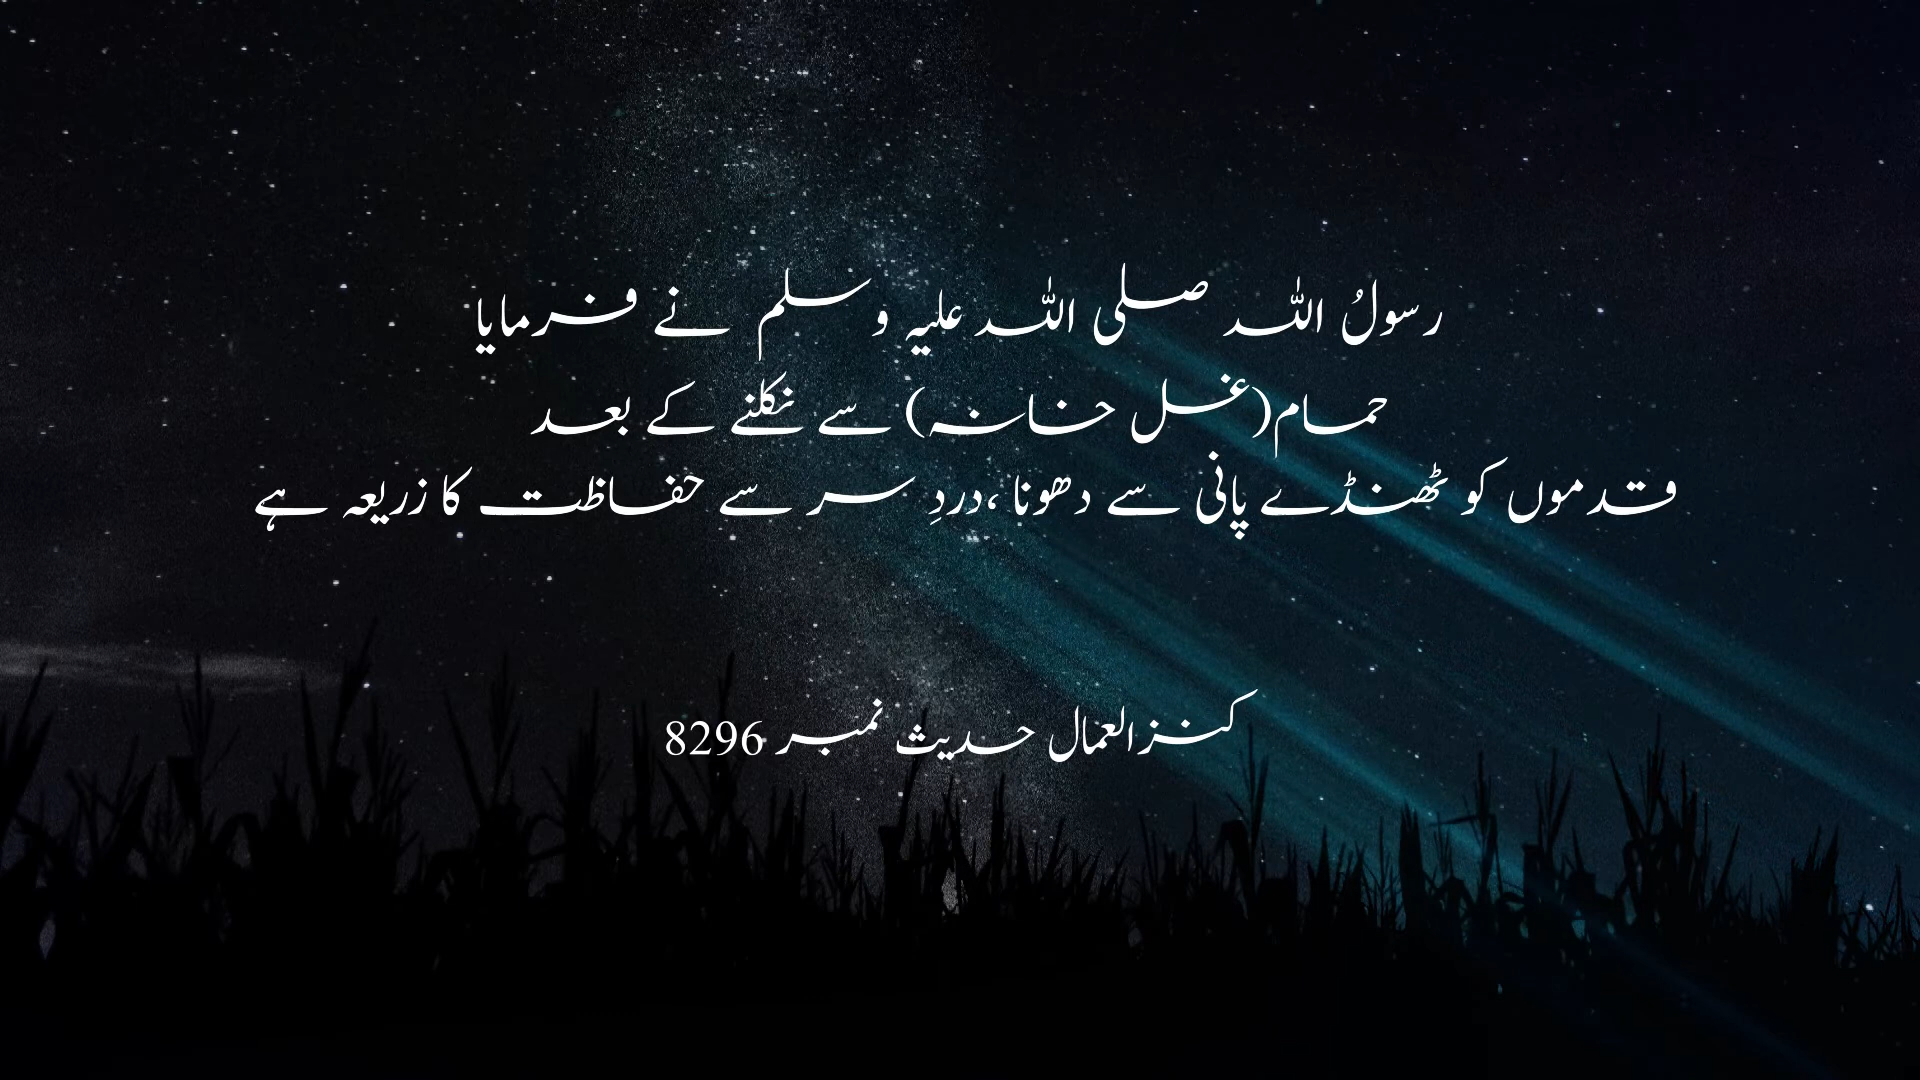 رسولُ اللہ صلی اللہ علیہ وسلم نے فرمایا
حمام(غسل خانہ) سے نکلنے کے بعد
قدموں کو ٹھنڈے پانی سے دھونا،دردِ سر سے حفاظت کا زریعہ ہے
کنزالعمال حدیث نمبر 8296